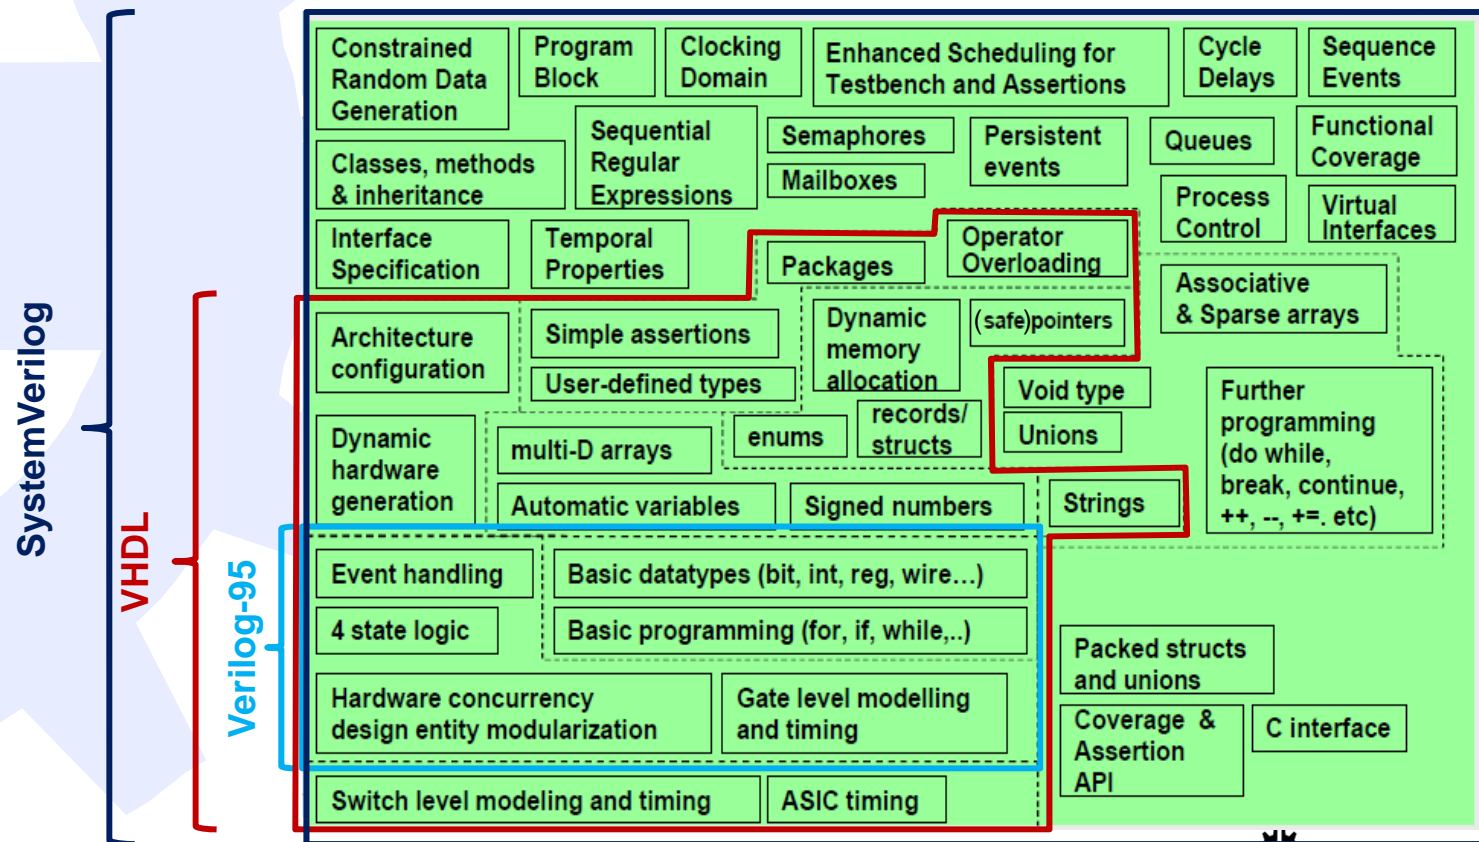 SystemVerilog
VHDL
Verilog-95
Constrained
Random Data
Generation
Program
Block
Clocking
Domain
Enhanced Scheduling for
Testbench and Assertions
Cycle
Delays
Sequence
Events
Classes, methods
& inheritance
Sequential
Regular
Expressions
Semaphores
Mailboxes
Persistent
events
Queues
Functional
Coverage
Process
Control
Virtual
Interfaces
Interface
Specification
Temporal
Properties
Packages
Operator
Overloading
Associative
& Sparse arrays
Architecture
configuration
Simple assertions
User-defined types
Dynamic
memory
allocation
(safe)pointers
Void type
Unions
Further
programming
(do while,
break, continue,
++, --, +=. etc)
Dynamic
hardware
generation
multi-D arrays
enums
records/
structs
Automatic variables
Signed numbers
Strings
Event handling
Basic datatypes (bit, int, reg, wire...)
4 state logic
Basic programming (for, if, while,..)
Hardware concurrency
design entity modularization
Gate level modelling
and timing
Packed structs
and unions
Coverage &
Assertion
API
C interface
Switch level modeling and timing
ASIC timing